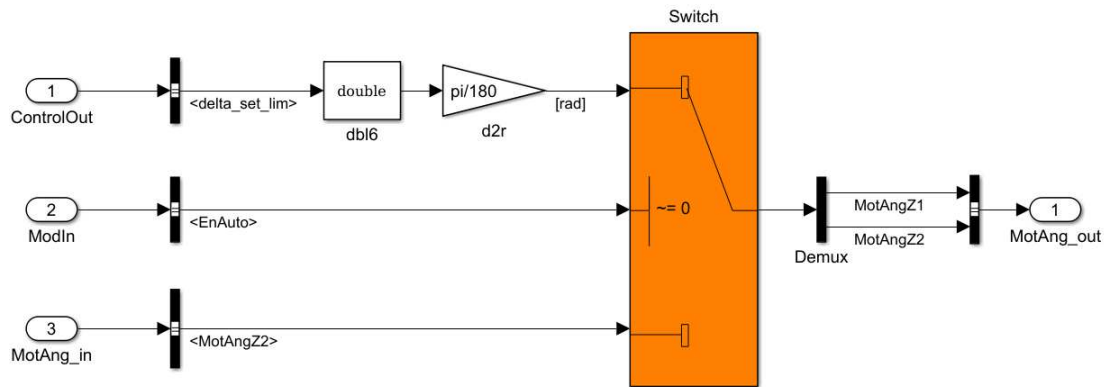 Switch
1
ControlOut
<delta_set_lim>
double
dbl6
pi/180
d2r
[rad]
2
ModIn
<EnAuto>
~= 0
3
MotAng_in
<MotAngZ2>
Demux
MotAngZ1
MotAngZ2
1
MotAng_out